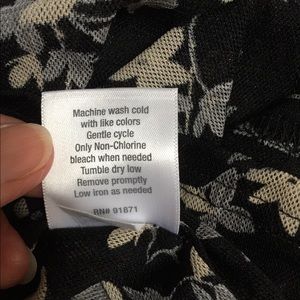 Machine wash cold
with like colors
Gentle cycle
Only Non-Chlorine
bleach when needed
Tumble dry low
Remove promptly
Low iron as needed
RN# 91871